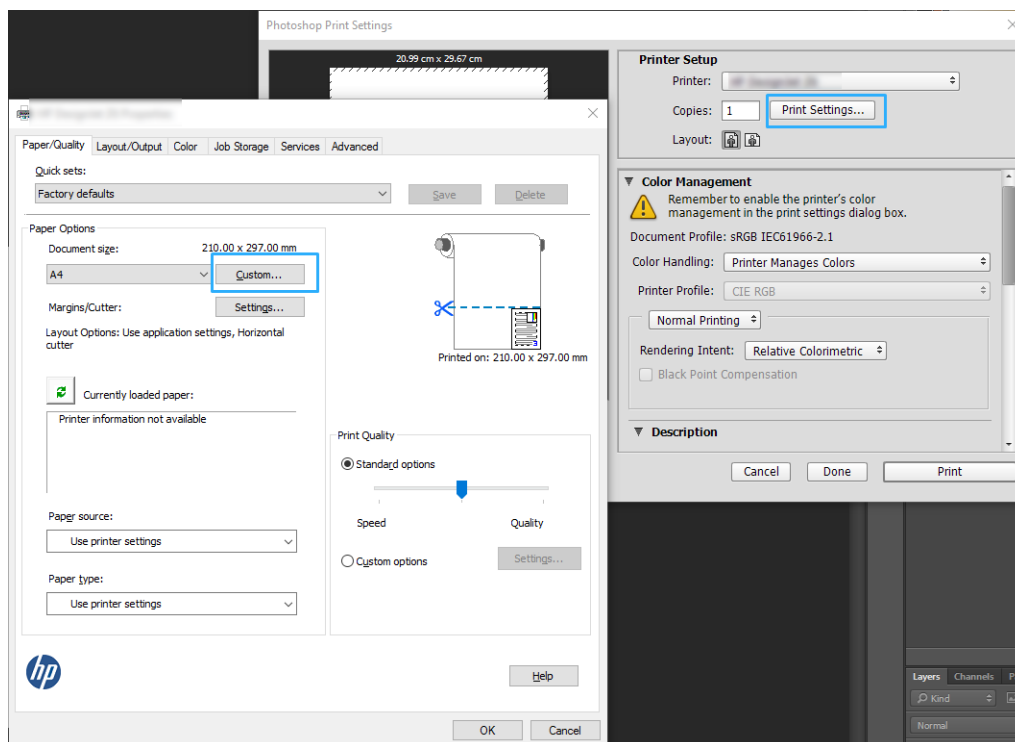 Photoshop Print Settings
20.99 cm x 29.67 cm
Printer Setup
Printer:
Copies: 1 Print Settings...
Layout:
Color Management
Remember to enable the printer's color
management in the print settings dialog box.
Document Profile: sRGB IEC61966-2.1
Color Handling: Printer Manages Colors
Printer Profile: CIE RGB
Normal Printing
Rendering Intent: Relative Colorimetric
Black Point Compensation
Description
Cancel Done Print
Paper/Quality Layout/Output Color Job Storage Services Advanced
Quick sets:
Factory defaults Save Delete
Paper Options
Document size: 210.00 x 297.00 mm
A4 Custom...
Margins/Cutter: Settings...
Layout Options: Use application settings, Horizontal
cutter
Printed on: 210.00 x 297.00 mm
Currently loaded paper:
Printer information not available
Print Quality
Standard options
Speed Quality
Custom options Settings...
Paper source:
Use printer settings
Paper type:
Use printer settings
hp
Help
OK Cancel
Layers Channels P
Kind
Normal